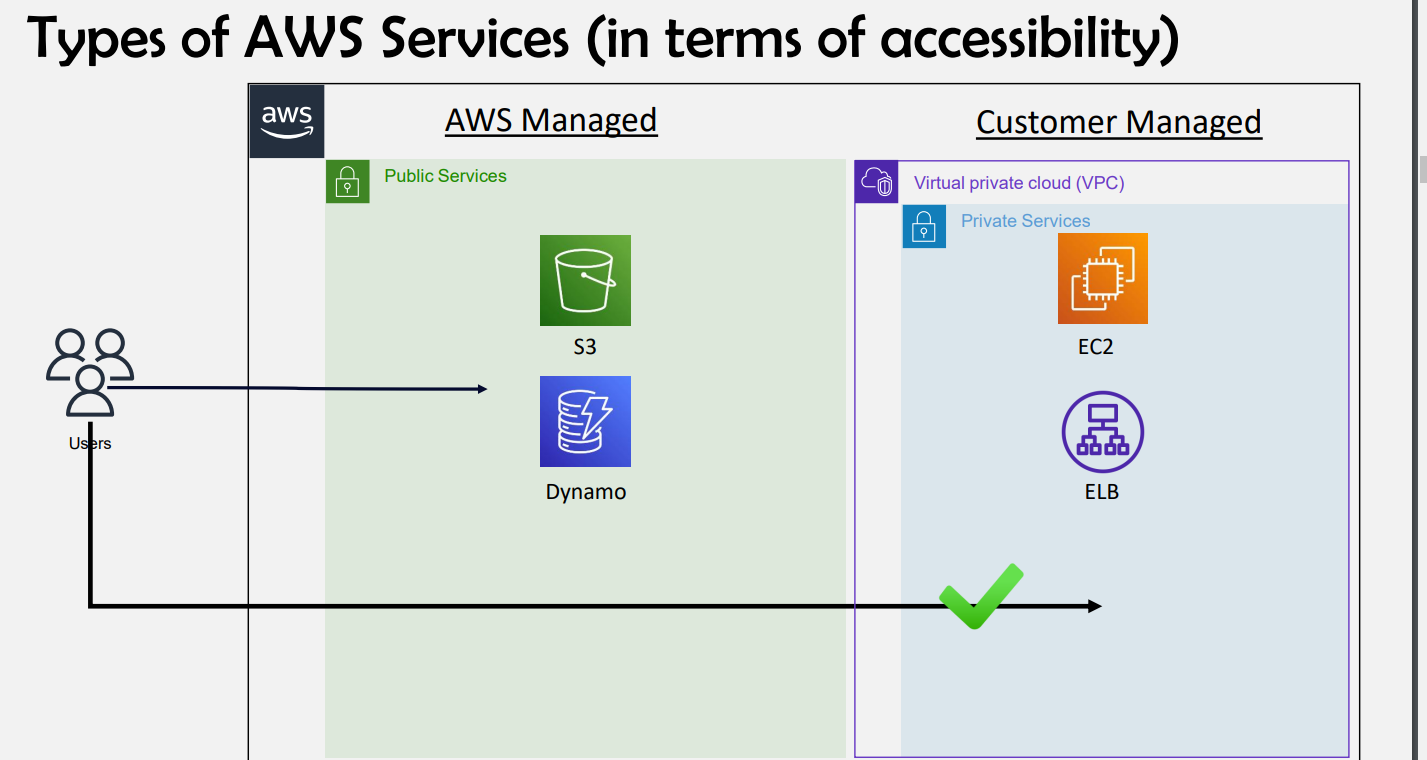 Types of AWS Services (in terms of accessibility)
aws
AWS Managed
Customer Managed
Public Services
Virtual private cloud (VPC)
Private Services
S3
EC2
Users
Dynamo
ELB